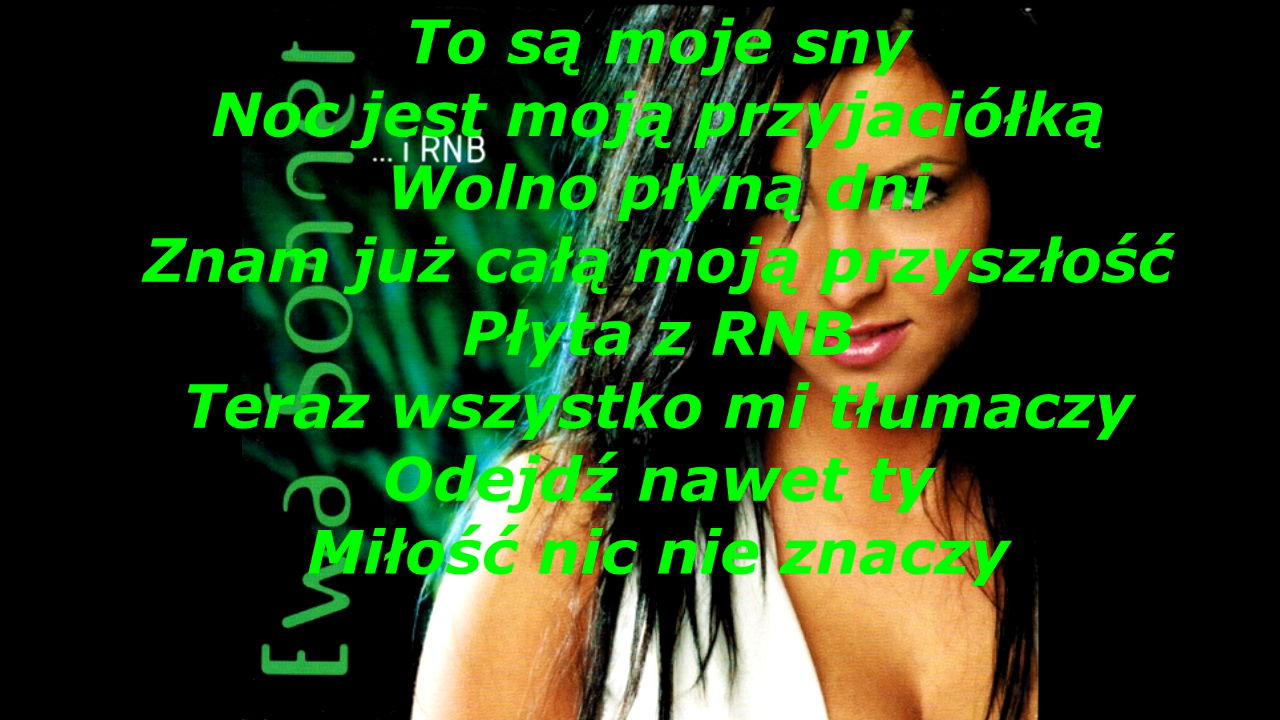 To są moje sny
Noc jest moją przyjaciółką
... i RNB
Wolno płyną dni
Znam już całą moją przyszłość
Płyta z RNB
Teraz wszystko mi tłumaczy
Odejdź nawet ty
Miłość nic nie znaczy
Ewa Sonnet